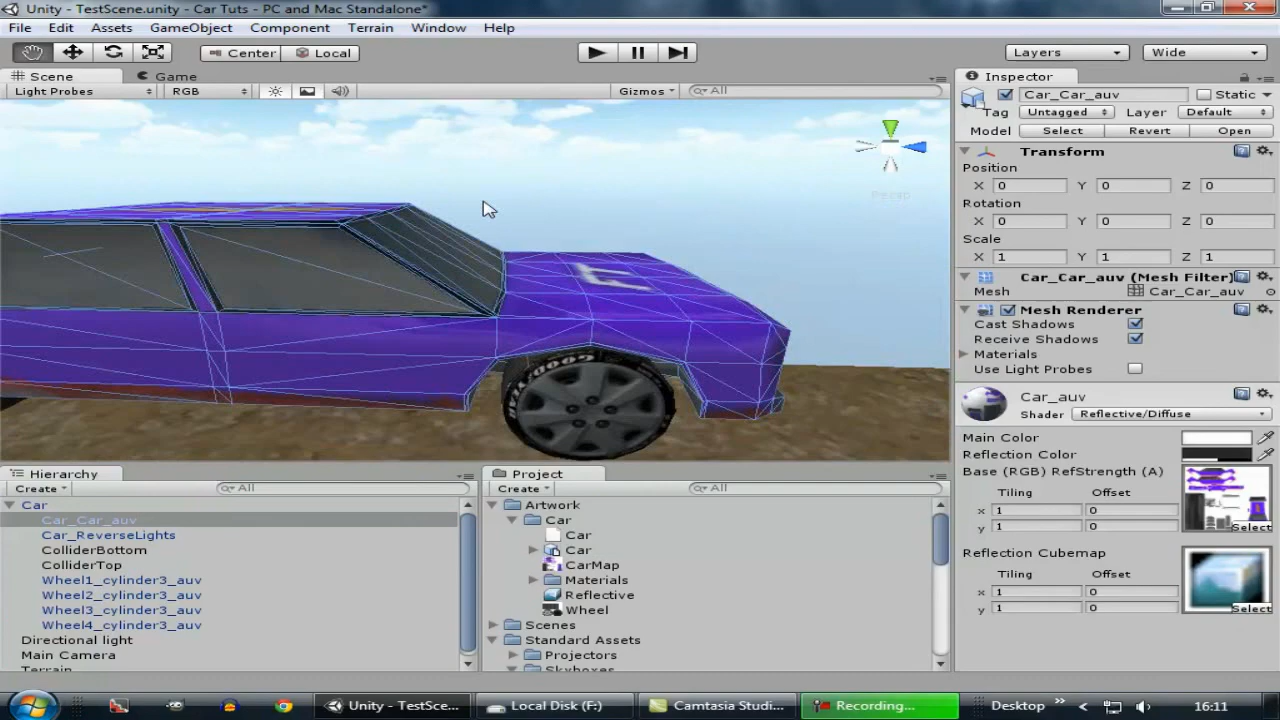 Unity - TestScene.unity - Car Tuts - PC and Mac Standalone*
File Edit Assets GameObject Component Terrain Window Help
Center Local Layers Wide
Scene Game Inspector
Light Probes RGB Gizmos All
Car_Car_auv Static
Tag Untagged Layer Default
Model Select Revert Open
Transform
Position
X 0 Y 0 Z 0
Rotation
X 0 Y 0 Z 0
Scale
X 1 Y 1 Z 1
Car_Car_auv (Mesh Filter)
Mesh Car_Car_auv
Mesh Renderer
Cast Shadows
Receive Shadows
Materials
Use Light Probes
Car_auv
Shader Reflective/Diffuse
Main Color
Reflection Color
Base (RGB) RefStrength (A)
Tiling Offset
x 1 0
y 1 0
Select
Reflection Cubemap
Tiling Offset
x 1 0
y 1 0
Select
Hierarchy
Create All
Car
Car_Car_auv
Car_ReverseLights
ColliderBottom
ColliderTop
Wheel1_cylinder3_auv
Wheel2_cylinder3_auv
Wheel3_cylinder3_auv
Wheel4_cylinder3_auv
Directional light
Main Camera
Terrain
Project
Create All
Artwork
Car
Car
Car
CarMap
Materials
Reflective
Wheel
Scenes
Standard Assets
Projectors
Skyboxes
Unity - TestSce... Local Disk (F:) Camtasia Studi... Recording... Desktop 16:11